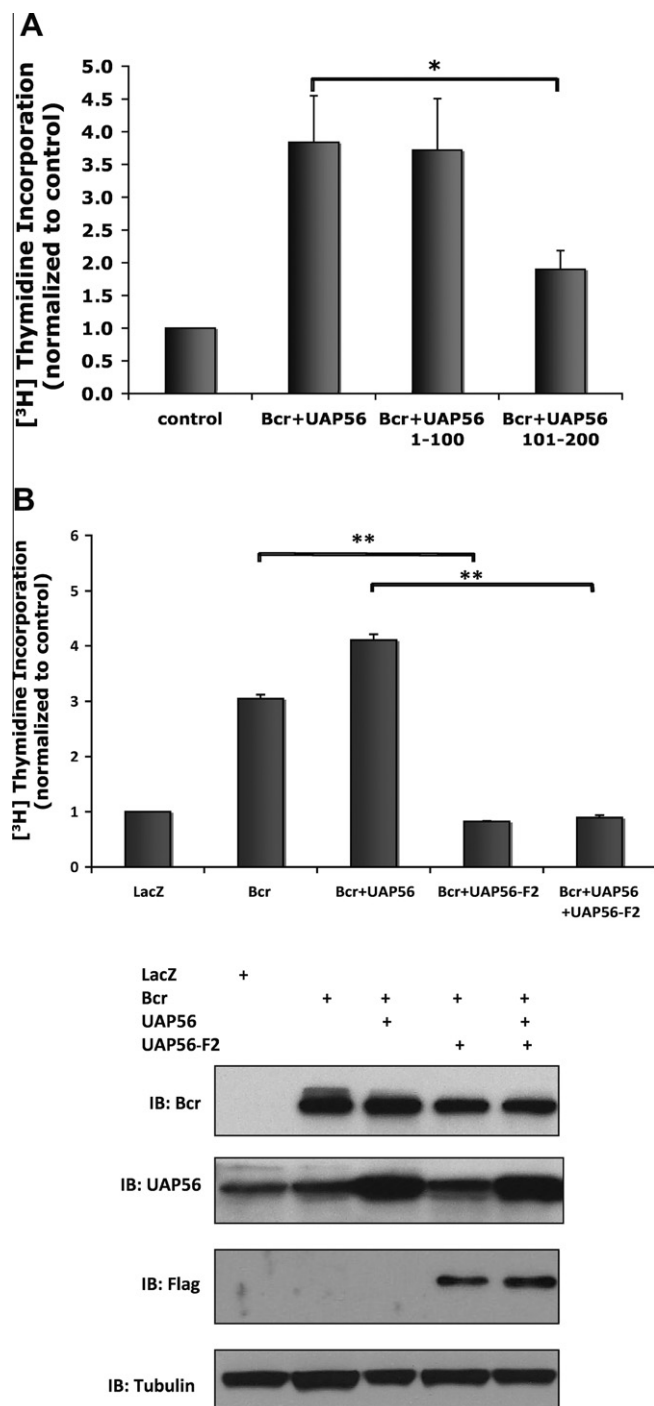 A
[³H] Thymidine Incorporation
(normalized to control)
5.0
4.5
4.0
3.5
3.0
2.5
2.0
1.5
1.0
0.5
0.0
*
control
Bcr+UAP56
Bcr+UAP56
1-100
Bcr+UAP56
101-200
B
[³H] Thymidine Incorporation
(normalized to control)
6
5
4
3
2
1
0
**
**
LacZ
Bcr
Bcr+UAP56
Bcr+UAP56-F2
Bcr+UAP56
+UAP56-F2
LacZ +
Bcr + + + +
UAP56 + +
UAP56-F2 + +
IB: Bcr
IB: UAP56
IB: Flag
IB: Tubulin